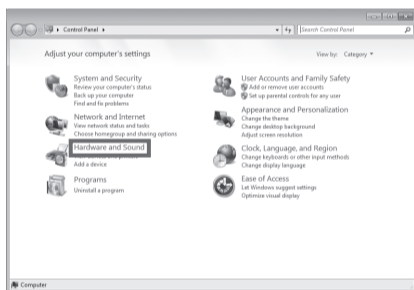 Control Panel
Search Control Panel
Adjust your computer's settings
View by: Category
System and Security
Review your computer's status
Back up your computer
Find and fix problems
Network and Internet
View network status and tasks
Choose homegroup and sharing options
Hardware and Sound
Add a device
Programs
Uninstall a program
User Accounts and Family Safety
Add or remove user accounts
Set up parental controls for any user
Appearance and Personalization
Change the theme
Change desktop background
Adjust screen resolution
Clock, Language, and Region
Change keyboards or other input methods
Change display language
Ease of Access
Let Windows suggest settings
Optimize visual display
Computer